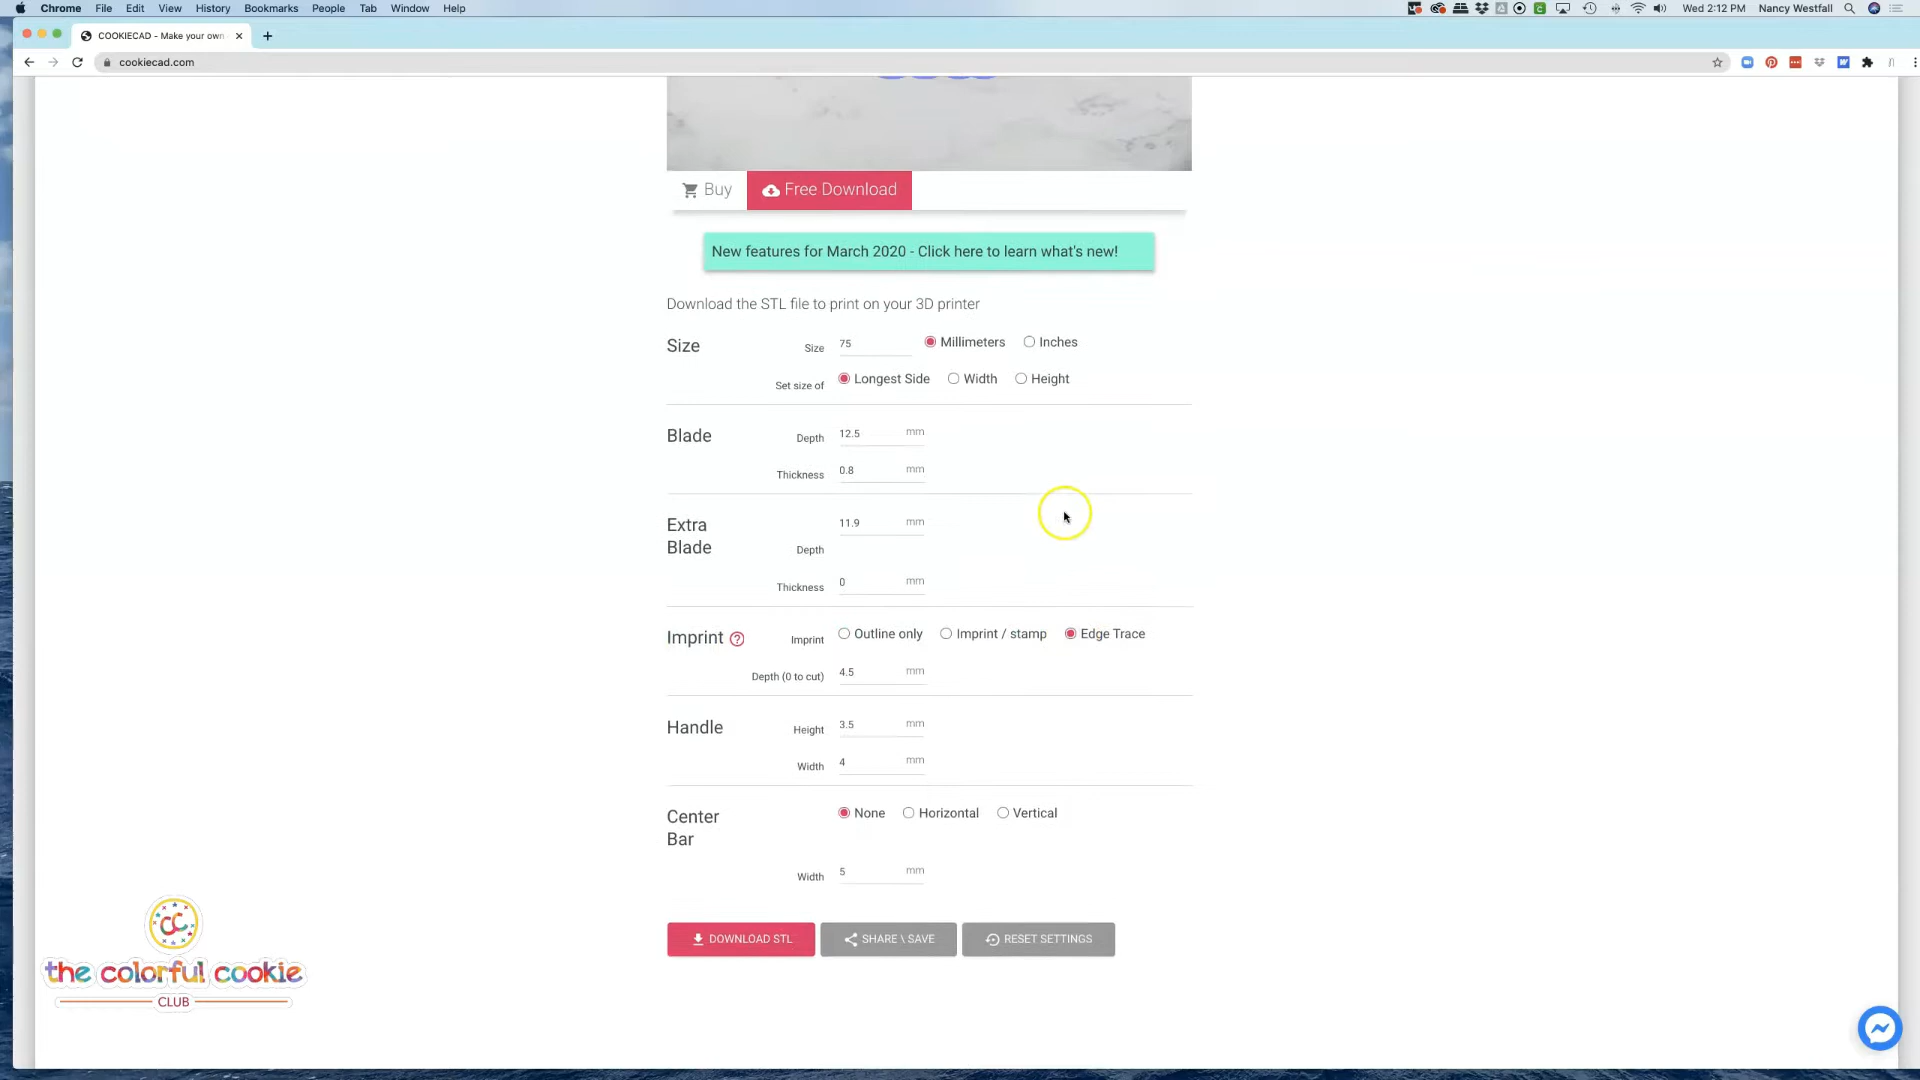 Chrome File Edit View History Bookmarks People Tab Window Help
Wed 2:12 PM Nancy Westfall
COOKIECAD - Make your own
cookiecad.com
Buy
Free Download
New features for March 2020 - Click here to learn what's new!
Download the STL file to print on your 3D printer
Size Size 75 Millimeters Inches
Set size of Longest Side Width Height
Blade Depth 12.5 mm
Thickness 0.8 mm
Extra Blade Depth 11.9 mm
Thickness 0 mm
Imprint ? Imprint Outline only Imprint / stamp Edge Trace
Depth (0 to cut) 4.5 mm
Handle Height 3.5 mm
Width 4 mm
Center Bar None Horizontal Vertical
Width 5 mm
DOWNLOAD STL SHARE \ SAVE RESET SETTINGS
CC
the colorful cookie
CLUB